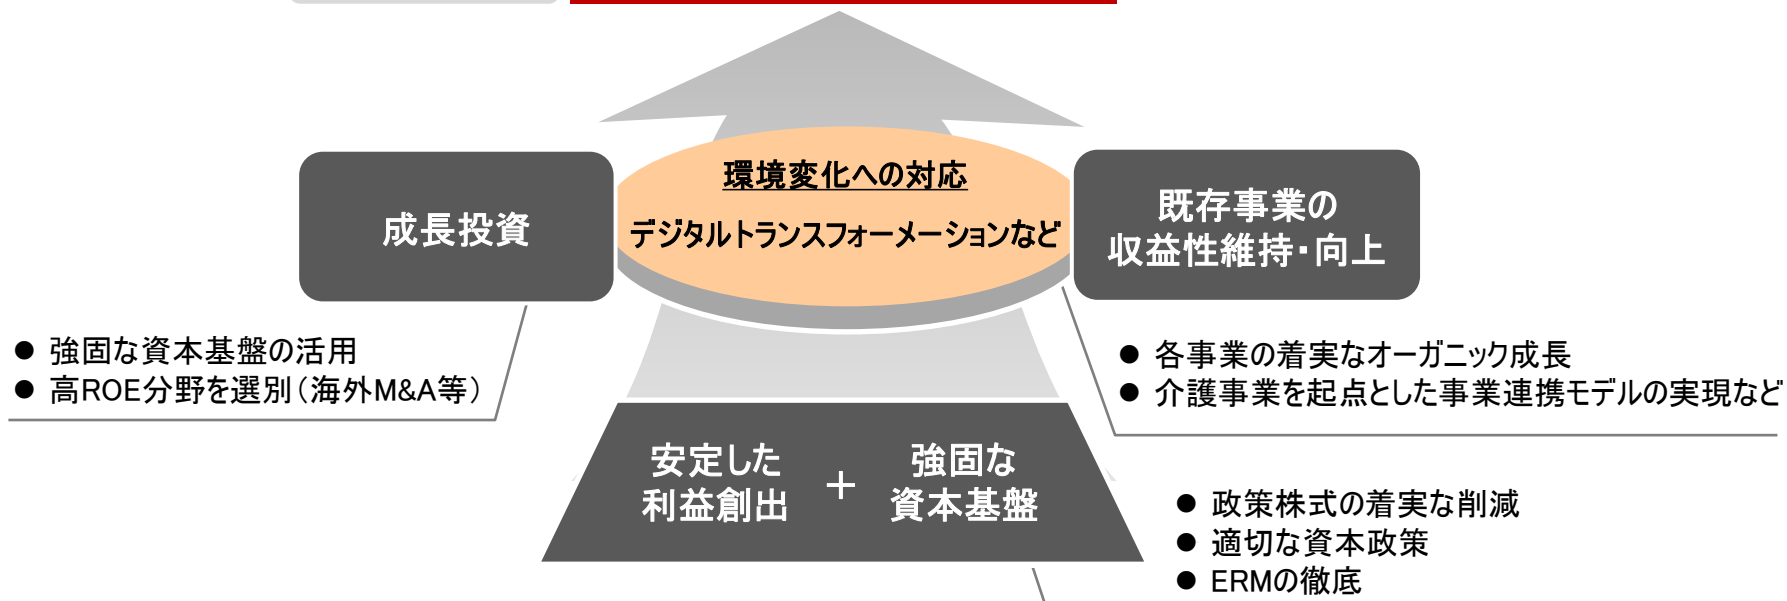 環境変化への対応
デジタルトランスフォーメーションなど
成長投資
既存事業の
収益性維持・向上
● 強固な資本基盤の活用
● 高ROE分野を選別(海外M&A等)
● 各事業の着実なオーガニック成長
● 介護事業を起点とした事業連携モデルの実現など
安定した
利益創出
+
強固な
資本基盤
● 政策株式の着実な削減
● 適切な資本政策
● ERMの徹底